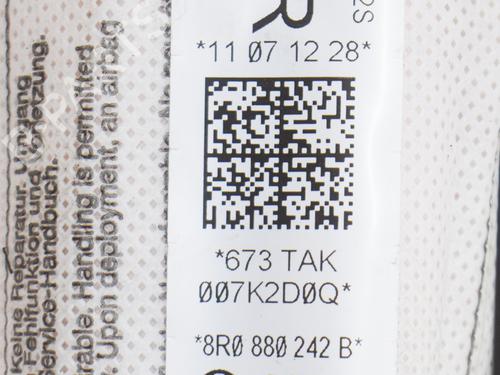 R
2S
*11 07 12 28*
*673 TAK
007K2D0Q*
*8R0 880 242 B*
Keine Reparatur. Umgang
Fehlfunktion und
Service-Handbuch.
rable. Handling is permitted
Upon deployment, an airbag